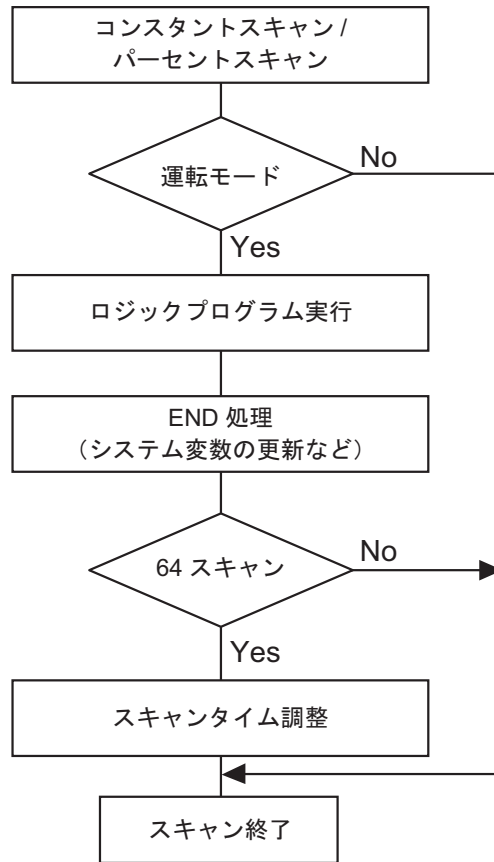 コンスタントスキャン /
パーセントスキャン
運転モード
No
Yes
ロジックプログラム実行
END 処理
（システム変数の更新など）
64 スキャン
No
Yes
スキャンタイム調整
スキャン終了